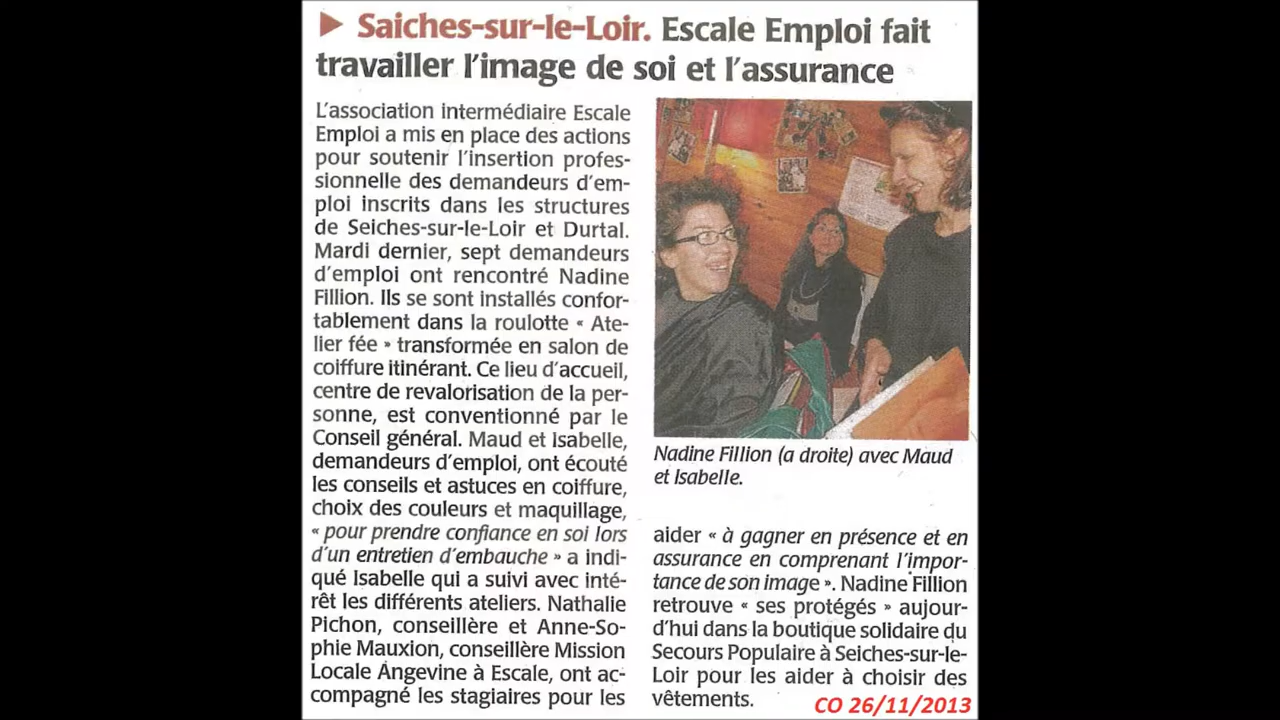 ▶ Saiches-sur-le-Loir. Escale Emploi fait
travailler l'image de soi et l'assurance
L'association intermédiaire Escale
Emploi a mis en place des actions
pour soutenir l'insertion profes-
sionnelle des demandeurs d'em-
ploi inscrits dans les structures
de Seiches-sur-le-Loir et Durtal.
Mardi dernier, sept demandeurs
d'emploi ont rencontré Nadine
Fillion. Ils se sont installés confor-
tablement dans la roulotte « Ate-
lier fée » transformée en salon de
coiffure itinérant. Ce lieu d'accueil,
centre de revalorisation de la per-
sonne, est conventionné par le
Conseil général. Maud et Isabelle,
demandeurs d'emploi, ont écouté
les conseils et astuces en coiffure,
choix des couleurs et maquillage,
« pour prendre confiance en soi lors
d'un entretien d'embauche » a indi-
qué Isabelle qui a suivi avec inté-
rêt les différents ateliers. Nathalie
Pichon, conseillère et Anne-So-
phie Mauxion, conseillère Mission
Locale Angevine à Escale, ont ac-
compagné les stagiaires pour les
Nadine Fillion (a droite) avec Maud
et Isabelle.
aider « à gagner en présence et en
assurance en comprenant l'impor-
tance de son image ». Nadine Fillion
retrouve « ses protégés » aujour-
d'hui dans la boutique solidaire du
Secours Populaire à Seiches-sur-le-
Loir pour les aider à choisir des
vêtements.
CO 26/11/2013